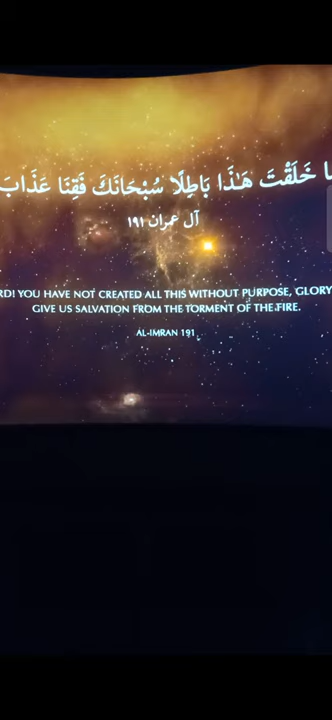 خَلَقْتَ هَٰذَا بَاطِلًا سُبْحَانَكَ فَقِنَا عَذَابَ
آل عمران ١٩١
YOU HAVE NOT CREATED ALL THIS WITHOUT PURPOSE, GLORY
GIVE US SALVATION FROM THE TORMENT OF THE FIRE.
AL-IMRAN 191